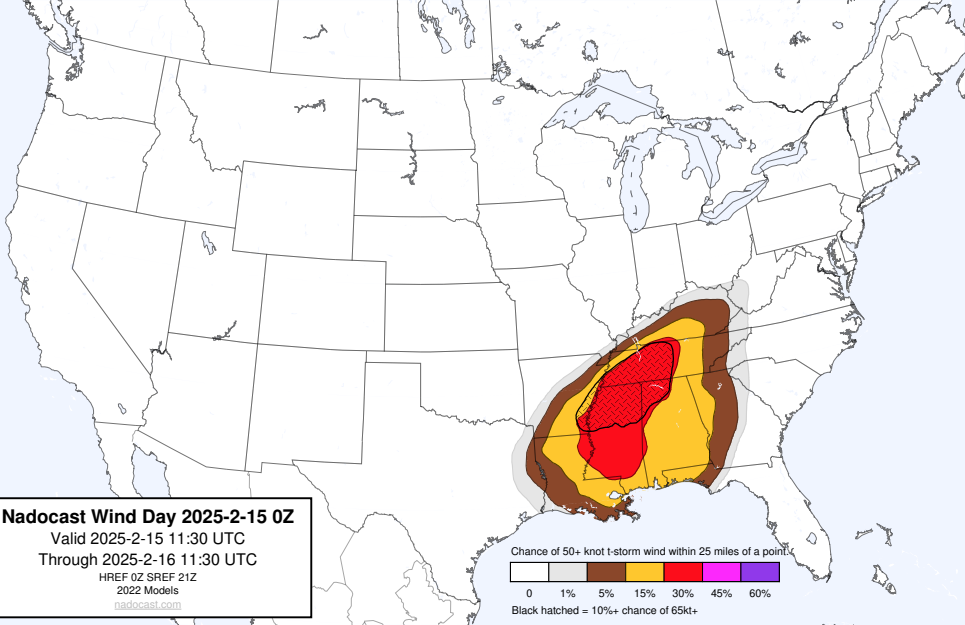 Nadocast Wind Day 2025-2-15 0Z
Valid 2025-2-15 11:30 UTC
Through 2025-2-16 11:30 UTC
HREF 0Z SREF 21Z
2022 Models
nadocast.com
Chance of 50+ knot t-storm wind within 25 miles of a point.
0 1% 5% 15% 30% 45% 60%
Black hatched = 10%+ chance of 65kt+